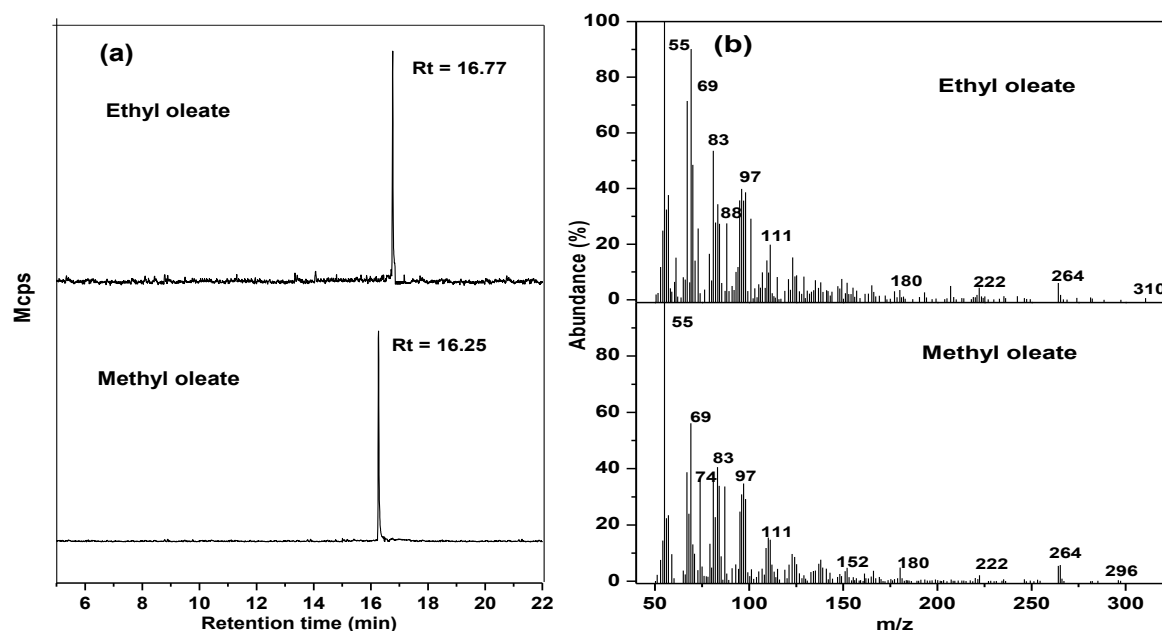 (a)
Rt = 16.77
Ethyl oleate
Rt = 16.25
Methyl oleate
Mcps
6 8 10 12 14 16 18 20 22
Retention time (min)
(b)
Ethyl oleate
100
80
60
40
20
0
55
69
83
88
97
111
180
222
264
310
Methyl oleate
80
60
40
20
0
55
69
74
83
97
111
152
180
222
264
296
Abundance (%)
50 100 150 200 250 300
m/z